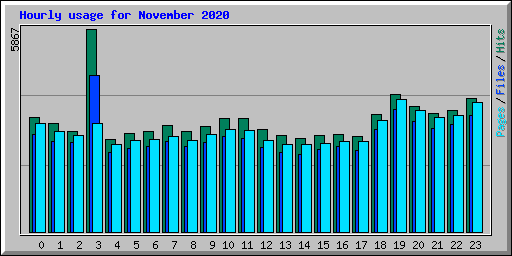 Hourly usage for November 2020
5867
Pages / Files / Hits
0 1 2 3 4 5 6 7 8 9 10 11 12 13 14 15 16 17 18 19 20 21 22 23